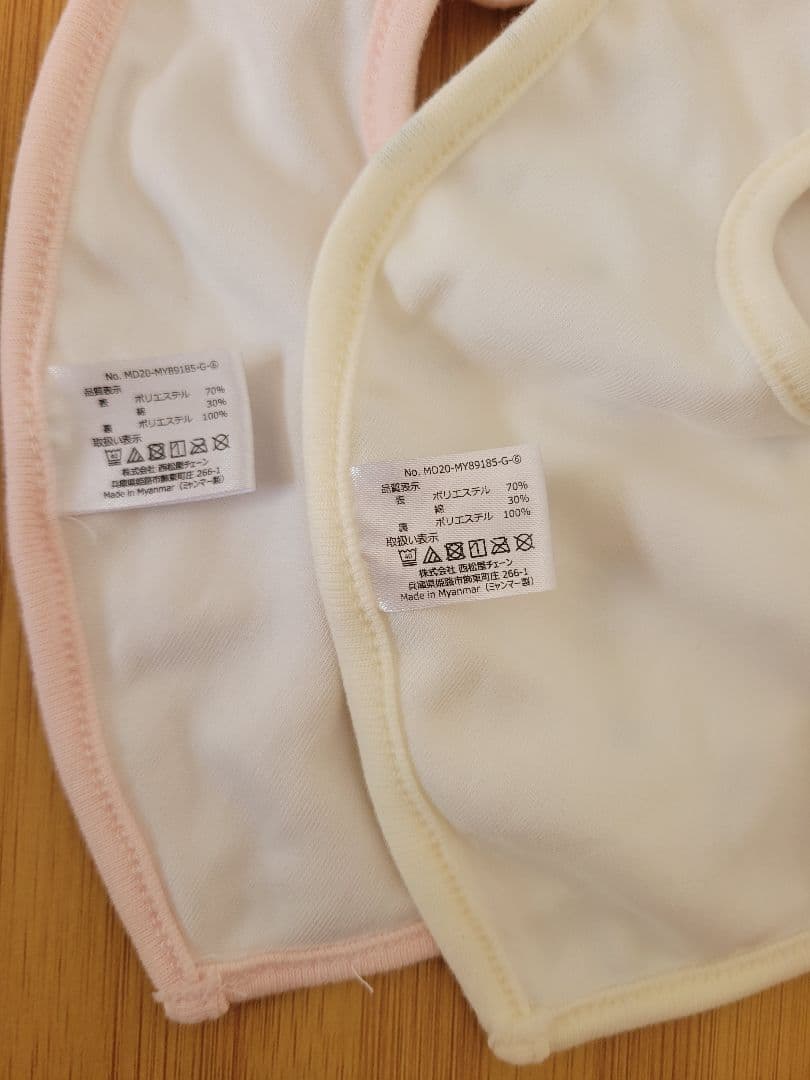 No. MD20-MY89185-G-⑥
品質表示
表 ポリエステル 70%
綿 30%
裏 ポリエステル 100%
取扱い表示
40
株式会社 西松屋チェーン
兵庫県姫路市飾東町庄 266-1
Made in Myanmar (ミャンマー製)
No. MD20-MY89185-G-⑥
品質表示
表 ポリエステル 70%
綿 30%
裏 ポリエステル 100%
取扱い表示
40
株式会社 西松屋チェーン
兵庫県姫路市飾東町庄 266-1
Made in Myanmar (ミャンマー製)